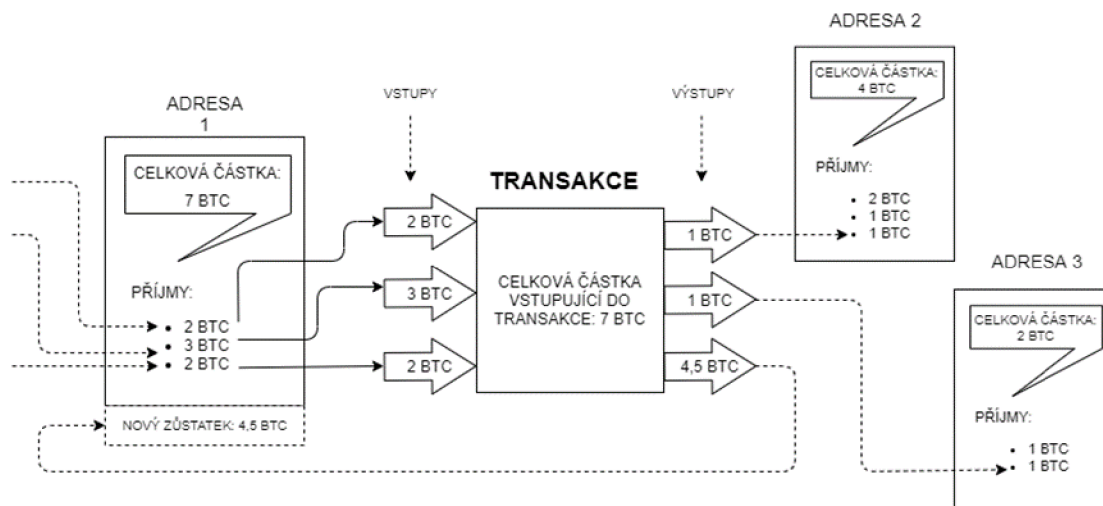 ADRESA
1
CELKOVÁ ČÁSTKA:
7 BTC
PŘÍJMY:
• 2 BTC
• 3 BTC
• 2 BTC
NOVÝ ZŮSTATEK: 4,5 BTC
VSTUPY
2 BTC
3 BTC
2 BTC
TRANSAKCE
CELKOVÁ ČÁSTKA
VSTUPUJÍCÍ DO
TRANSAKCE: 7 BTC
VÝSTUPY
1 BTC
1 BTC
4,5 BTC
ADRESA 2
CELKOVÁ ČÁSTKA:
4 BTC
PŘÍJMY:
• 2 BTC
• 1 BTC
• 1 BTC
ADRESA 3
CELKOVÁ ČÁSTKA:
2 BTC
PŘÍJMY:
• 1 BTC
• 1 BTC